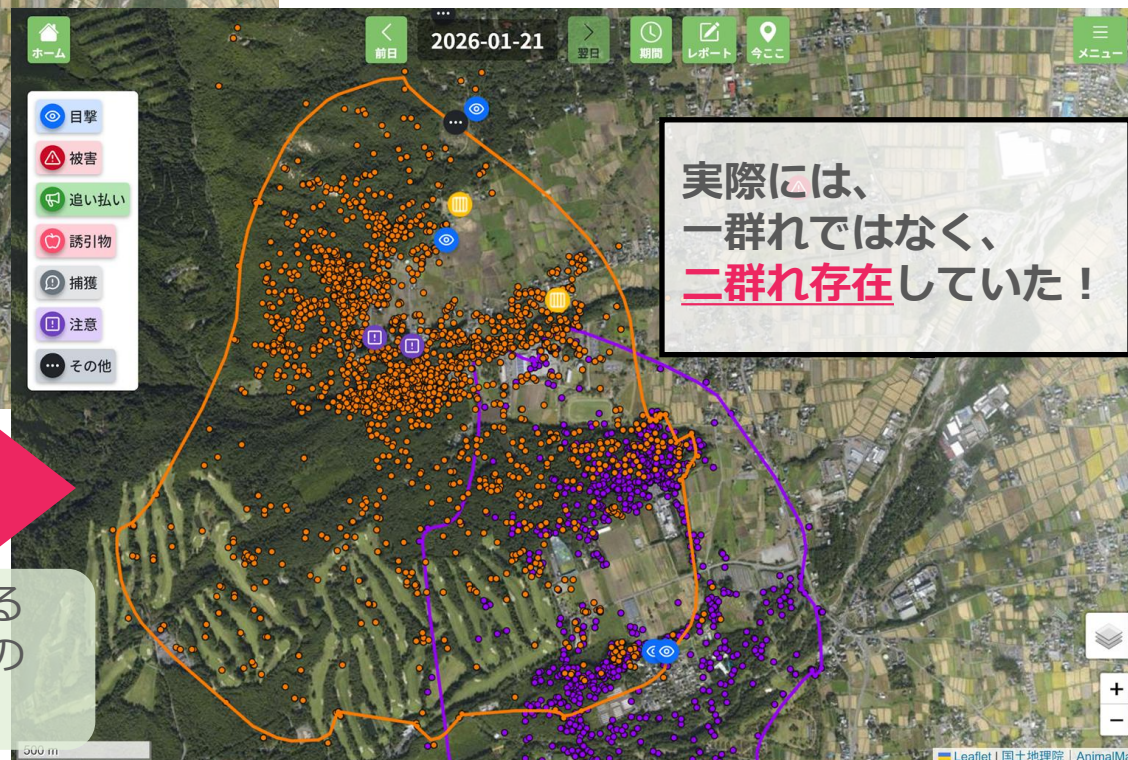 ホーム
前日
2026-01-21
翌日
期間
レポート
今ここ
メニュー
目撃
被害
追い払い
誘引物
捕獲
注意
その他
実際には、
一群れではなく、
二群れ存在していた！
る
の
500 m
Leaflet | 国土地理院 | AnimalMa